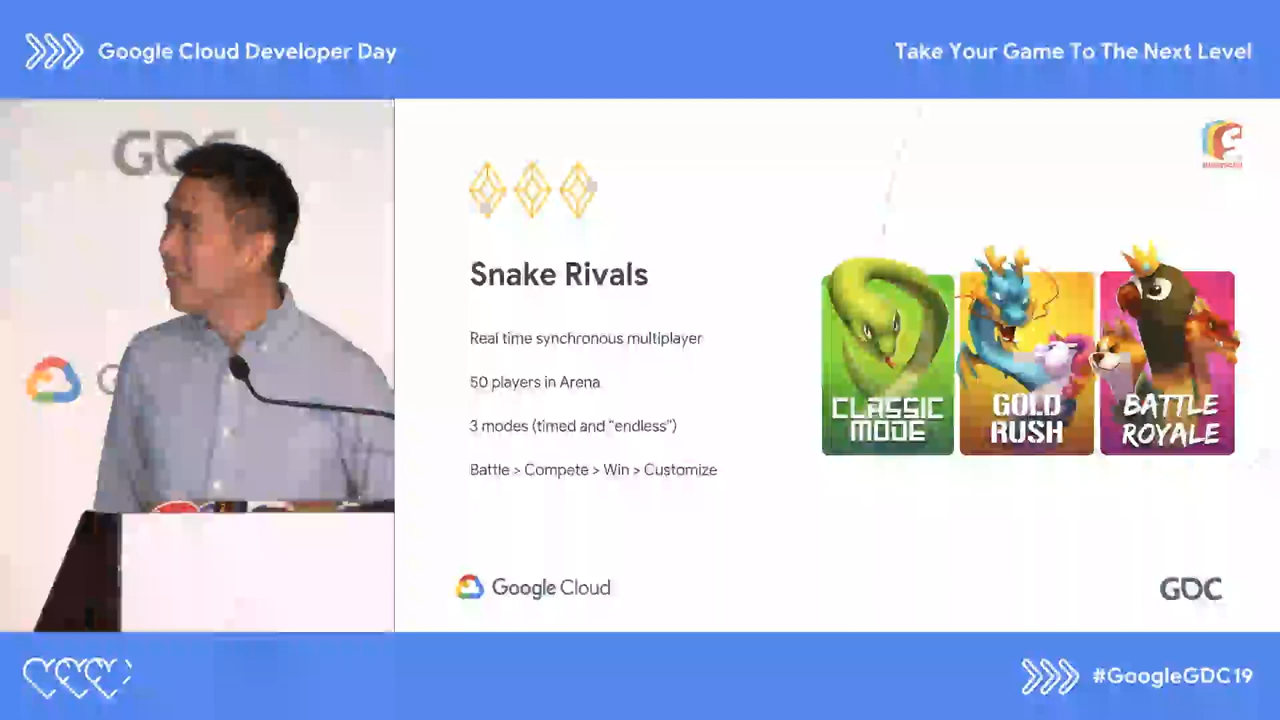 Google Cloud Developer Day
Take Your Game To The Next Level
GDC
Snake Rivals
Real time synchronous multiplayer
50 players in Arena
3 modes (timed and "endless")
Battle > Compete > Win > Customize
CLASSIC
MODE
GOLD
RUSH
BATTLE
ROYALE
Google Cloud
GDC
#GoogleGDC19